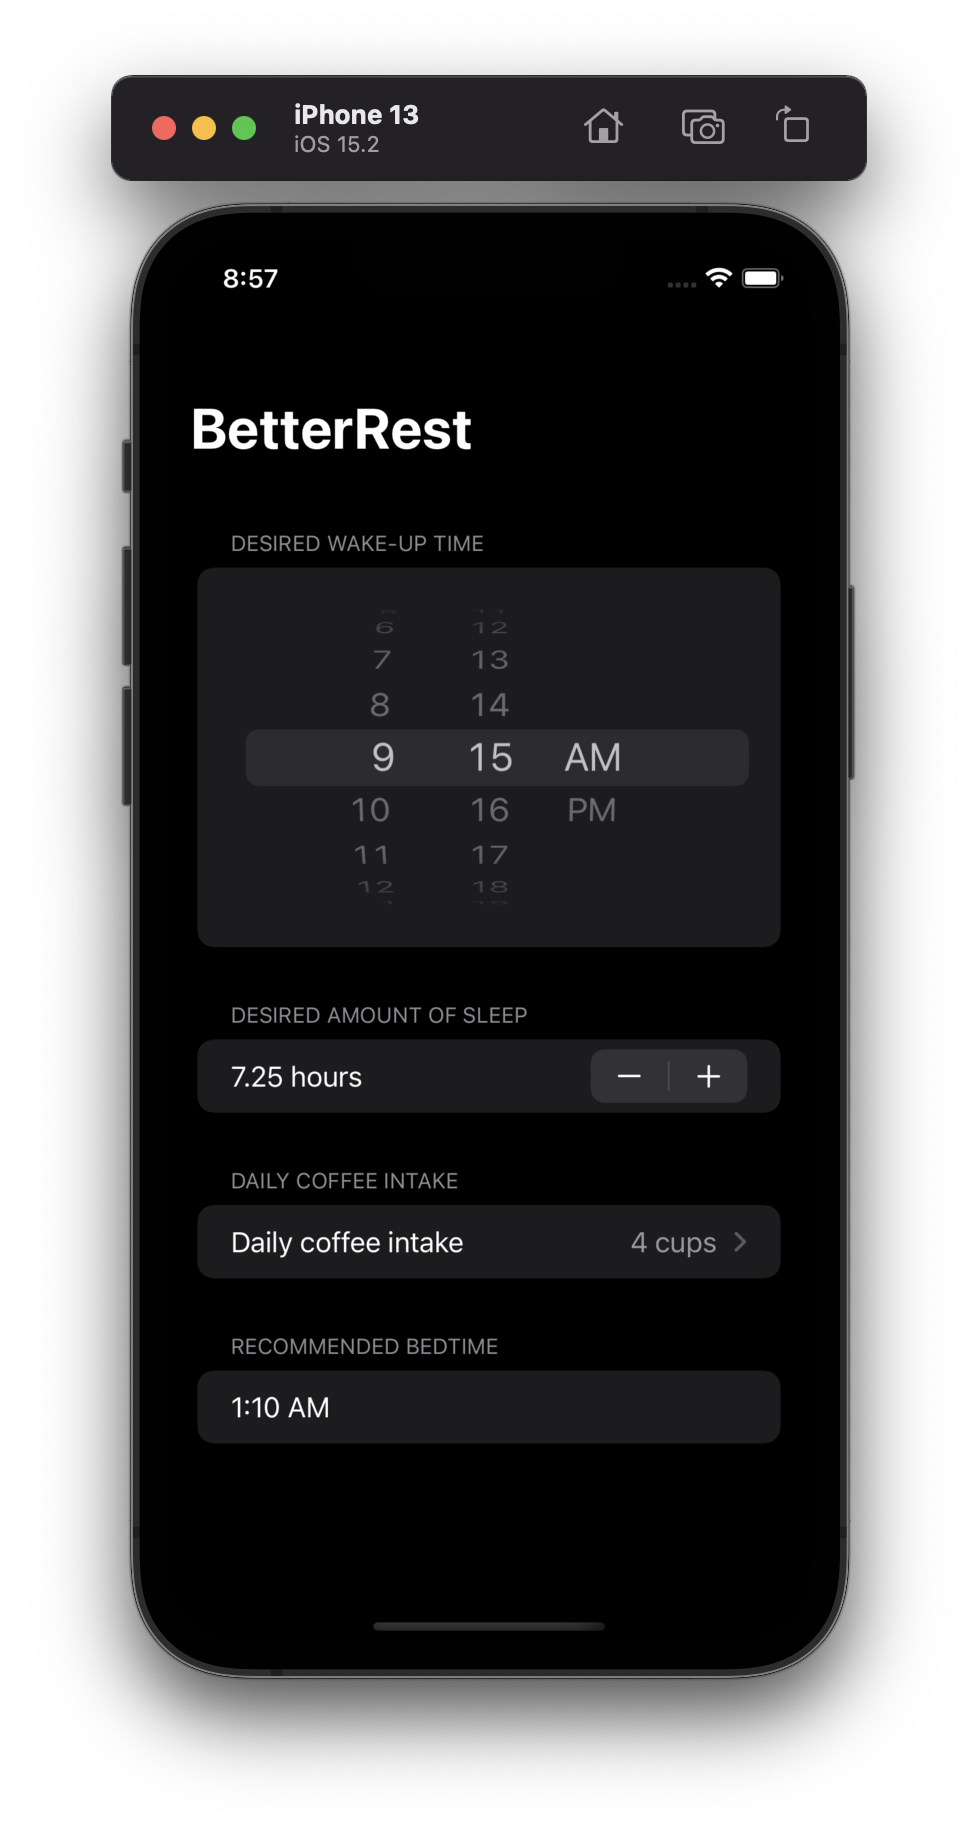 iPhone 13
iOS 15.2
8:57
BetterRest
DESIRED WAKE-UP TIME
6 12
7 13
8 14
9 15 AM
10 16 PM
11 17
12 18
DESIRED AMOUNT OF SLEEP
7.25 hours
DAILY COFFEE INTAKE
Daily coffee intake 4 cups
RECOMMENDED BEDTIME
1:10 AM